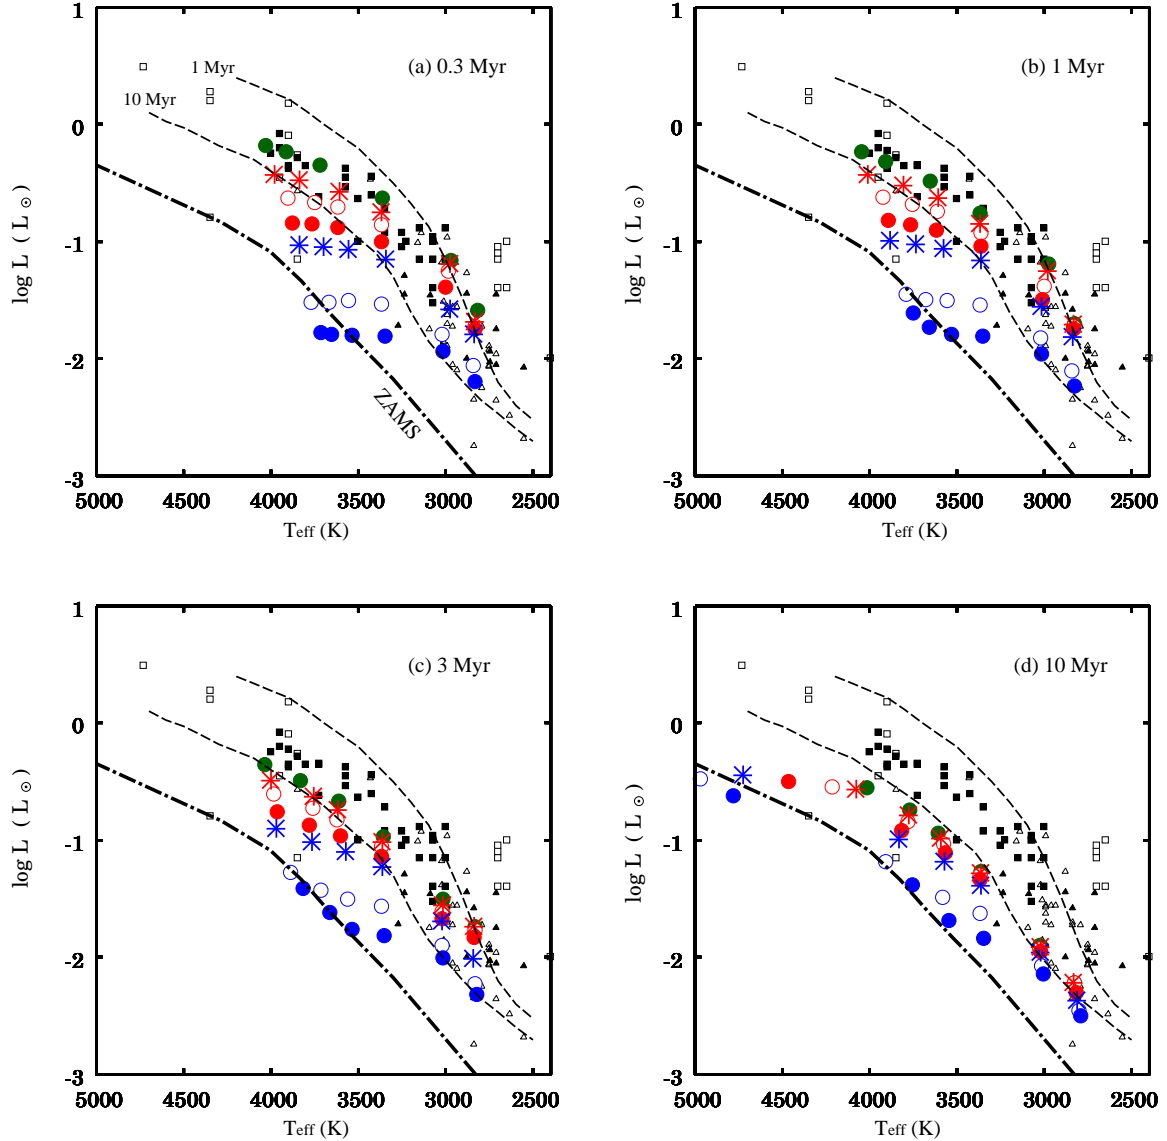 1
0
-1
-2
-3
log L ( L ☉ )
1 Myr
10 Myr
(a) 0.3 Myr
ZAMS
5000 4500 4000 3500 3000 2500
Teff (K)
1
0
-1
-2
-3
log L ( L ☉ )
(b) 1 Myr
5000 4500 4000 3500 3000 2500
Teff (K)
1
0
-1
-2
-3
log L ( L ☉ )
(c) 3 Myr
5000 4500 4000 3500 3000 2500
Teff (K)
1
0
-1
-2
-3
log L ( L ☉ )
(d) 10 Myr
5000 4500 4000 3500 3000 2500
Teff (K)